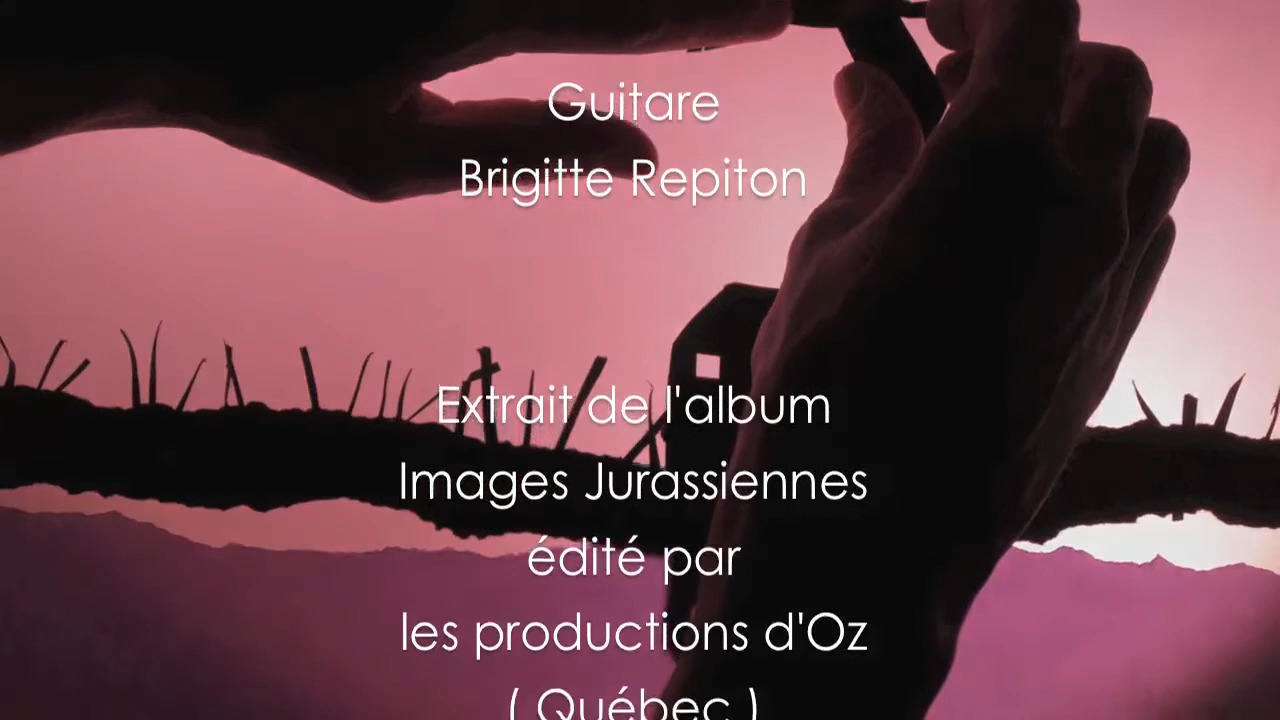 Guitare
Brigitte Repiton
Extrait de l'album
Images Jurassiennes
édité par
les productions d'Oz
( Québec )